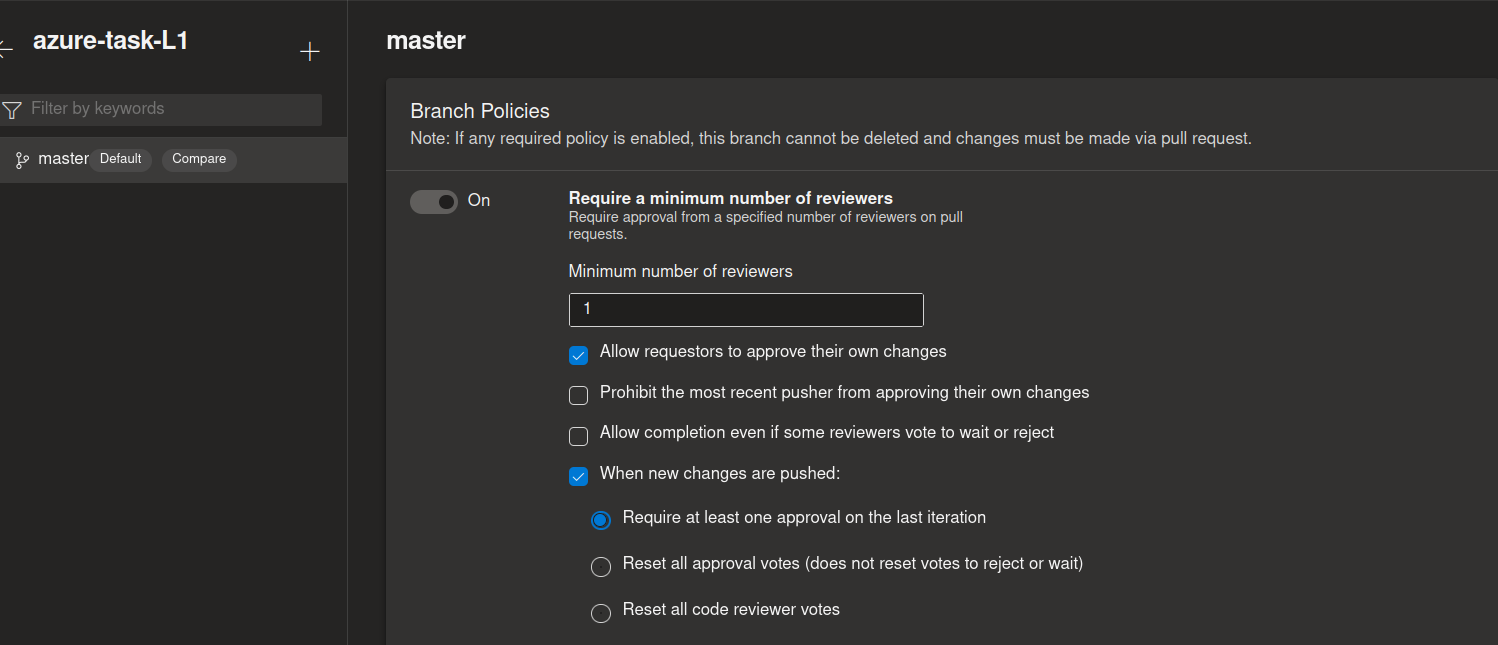 azure-task-L1
Filter by keywords
master Default Compare
master
Branch Policies
Note: If any required policy is enabled, this branch cannot be deleted and changes must be made via pull request.
On
Require a minimum number of reviewers
Require approval from a specified number of reviewers on pull
requests.
Minimum number of reviewers
1
Allow requestors to approve their own changes
Prohibit the most recent pusher from approving their own changes
Allow completion even if some reviewers vote to wait or reject
When new changes are pushed:
Require at least one approval on the last iteration
Reset all approval votes (does not reset votes to reject or wait)
Reset all code reviewer votes